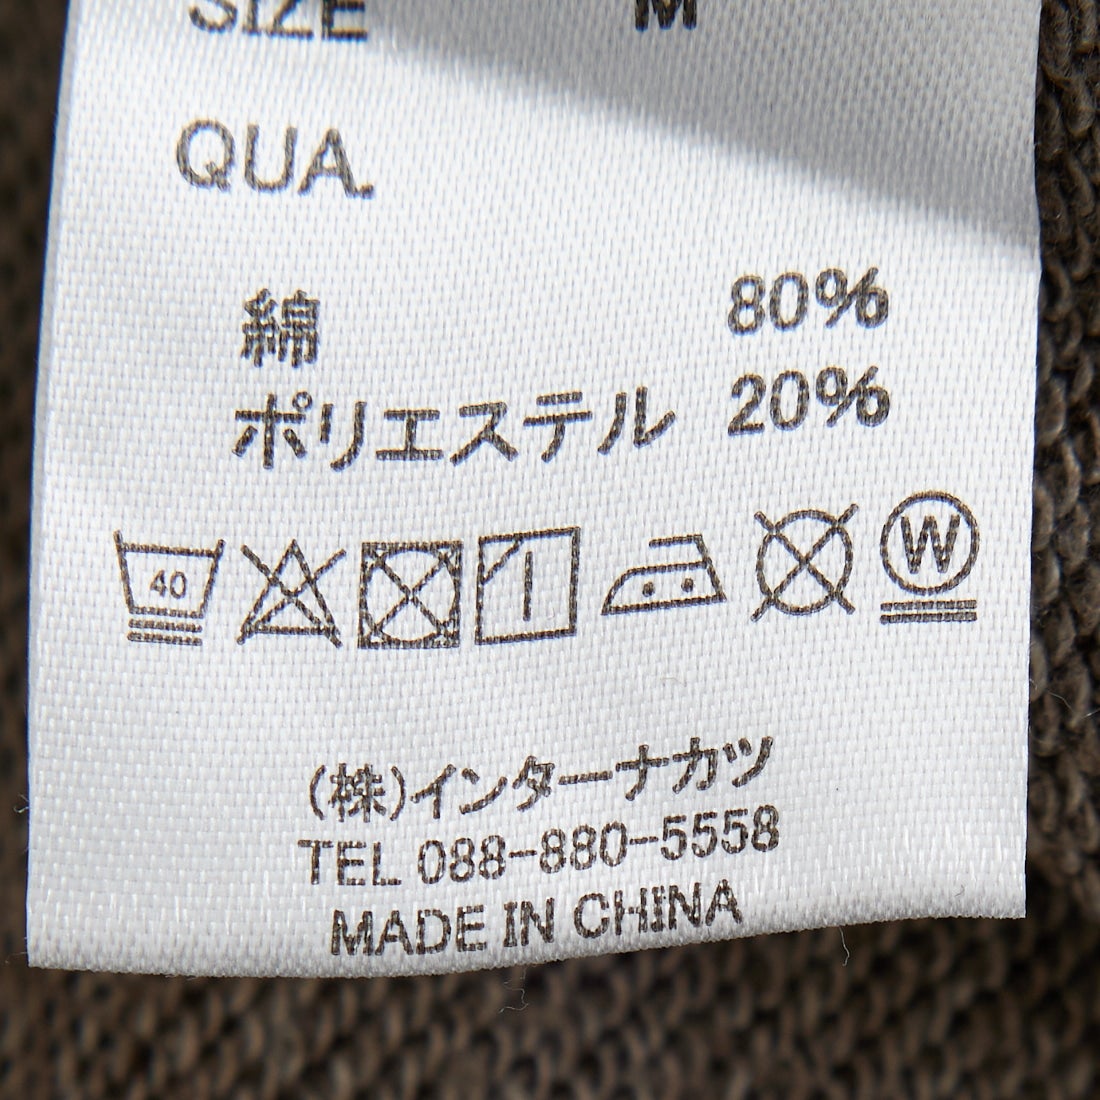 SIZE M
QUA.
綿 80%
ポリエステル 20%
40 W
(株)インターナカツ
TEL 088-880-5558
MADE IN CHINA